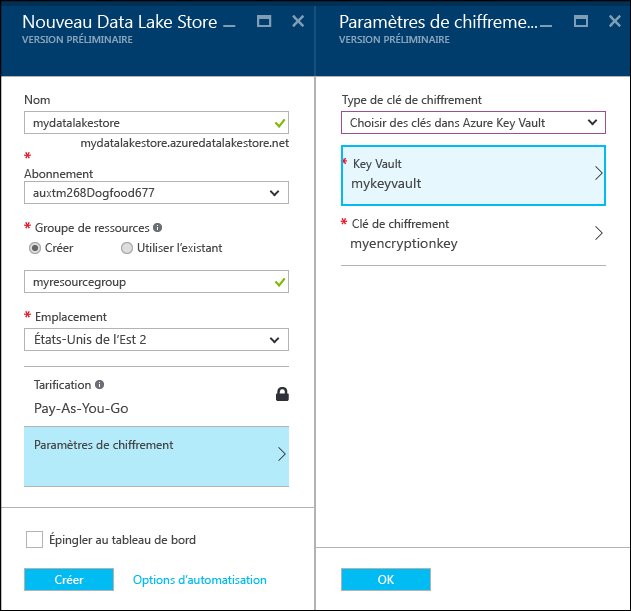 Nouveau Data Lake Store
VERSION PRÉLIMINAIRE
Nom
mydatalakestore
mydatalakestore.azuredatalakestore.net
*
Abonnement
auxtm268Dogfood677
* Groupe de ressources
Créer
Utiliser l'existant
myresourcegroup
* Emplacement
États-Unis de l'Est 2
Tarification
Pay-As-You-Go
Paramètres de chiffrement
Épingler au tableau de bord
Créer
Options d'automatisation
Paramètres de chiffreme...
VERSION PRÉLIMINAIRE
Type de clé de chiffrement
Choisir des clés dans Azure Key Vault
* Key Vault
mykeyvault
* Clé de chiffrement
myencryptionkey
OK